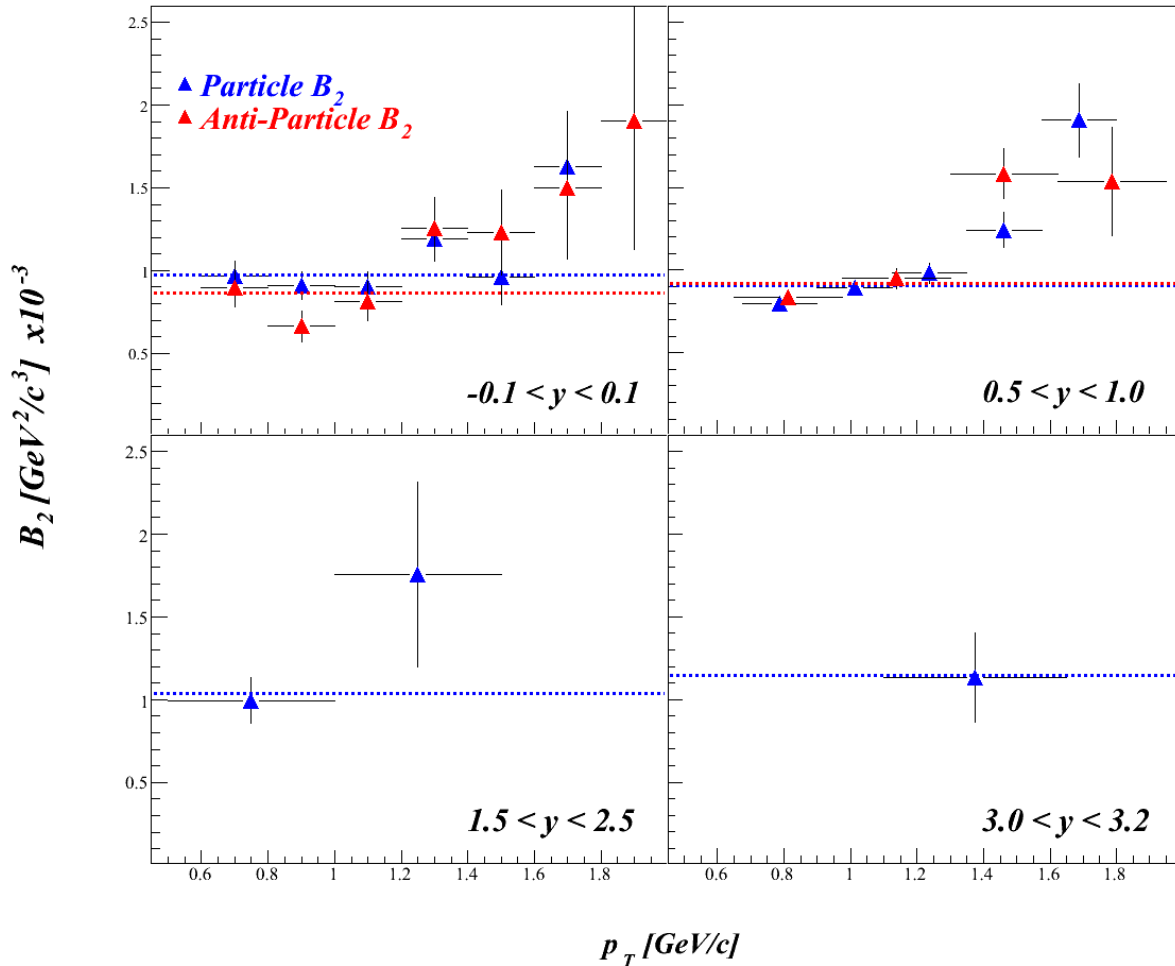 B2 [GeV2/c3] x10-3
2.5
2
1.5
1
0.5
Particle B2
Anti-Particle B2
-0.1 < y < 0.1
0.5 < y < 1.0
2.5
2
1.5
1
0.5
1.5 < y < 2.5
3.0 < y < 3.2
0.6 0.8 1 1.2 1.4 1.6 1.8
0.6 0.8 1 1.2 1.4 1.6 1.8
pT [GeV/c]